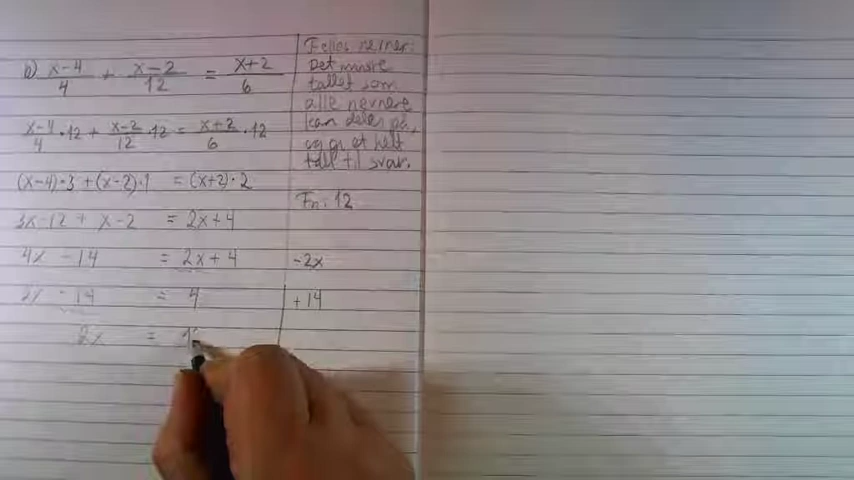 b) x-4/4 + x-2/12 = x+2/6
x-4/4 · 12 + x-2/12 · 12 = x+2/6 · 12
(x-4)·3 + (x-2)·1 = (x+2)·2
3x-12 + x-2 = 2x+4
4x -14 = 2x+4
2x -14 = 4
2x =
Felles nevner:
Det minste
tallet som
alle nevnere
kan deles på,
og gi et helt
tall til svar.
Fn: 12
-2x
+14